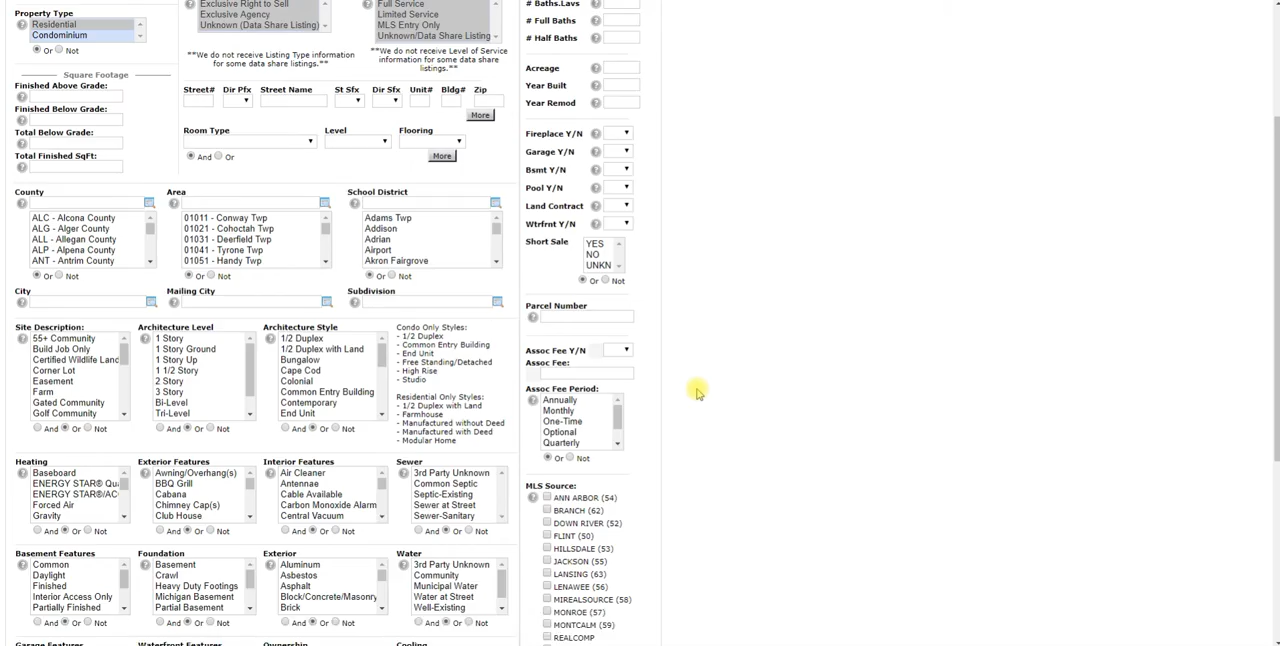 Property Type
Residential
Condominium
Or Not
Exclusive Right to Sell
Exclusive Agency
Unknown (Data Share Listing)
**We do not receive Listing Type information
for some data share listings.**
Full Service
Limited Service
MLS Entry Only
Unknown/Data Share Listing
**We do not receive Level of Service
information for some data share
listings.**
Square Footage
Finished Above Grade:
Finished Below Grade:
Total Below Grade:
Total Finished SqFt:
Street# Dir Pfx Street Name St Sfx Dir Sfx Unit# Bldg# Zip
More
Room Type Level Flooring
And Or
More
County
ALC - Alcona County
ALG - Alger County
ALL - Allegan County
ALP - Alpena County
ANT - Antrim County
Or Not
Area
01011 - Conway Twp
01021 - Cohoctah Twp
01031 - Deerfield Twp
01041 - Tyrone Twp
01051 - Handy Twp
Or Not
School District
Adams Twp
Addison
Adrian
Airport
Akron Fairgrove
Or Not
City Mailing City Subdivision
Site Description:
55+ Community
Build Job Only
Certified Wildlife Lan
Corner Lot
Easement
Farm
Gated Community
Golf Community
And Or Not
Architecture Level
1 Story
1 Story Ground
1 Story Up
1 1/2 Story
2 Story
3 Story
Bi-Level
Tri-Level
And Or Not
Architecture Style
1/2 Duplex
1/2 Duplex with Land
Bungalow
Cape Cod
Colonial
Common Entry Building
Contemporary
End Unit
And Or Not
Condo Only Styles:
- 1/2 Duplex
- Common Entry Building
- End Unit
- Free Standing/Detached
- High Rise
- Studio
Residential Only Styles:
- 1/2 Duplex with Land
- Farmhouse
- Manufactured without Deed
- Manufactured with Deed
- Modular Home
Heating
Baseboard
ENERGY STAR® Qu
ENERGY STAR®/AC
Forced Air
Gravity
And Or Not
Exterior Features
Awning/Overhang(s)
BBQ Grill
Cabana
Chimney Cap(s)
Club House
And Or Not
Interior Features
Air Cleaner
Antennae
Cable Available
Carbon Monoxide Alarm
Central Vacuum
And Or Not
Sewer
3rd Party Unknown
Common Septic
Septic-Existing
Sewer at Street
Sewer-Sanitary
And Or Not
Basement Features
Common
Daylight
Finished
Interior Access Only
Partially Finished
And Or Not
Foundation
Basement
Crawl
Heavy Duty Footings
Michigan Basement
Partial Basement
And Or Not
Exterior
Aluminum
Asbestos
Asphalt
Block/Concrete/Masonry
Brick
And Or Not
Water
3rd Party Unknown
Community
Municipal Water
Water at Street
Well-Existing
And Or Not
Garage Features Waterfront Features Ownership Cooling
# Baths.Lavs
# Full Baths
# Half Baths
Acreage
Year Built
Year Remod
Fireplace Y/N
Garage Y/N
Bsmt Y/N
Pool Y/N
Land Contract
Wtrfrnt Y/N
Short Sale
YES
NO
UNKN
Or Not
Parcel Number
Assoc Fee Y/N
Assoc Fee:
Assoc Fee Period:
Annually
Monthly
One-Time
Optional
Quarterly
Or Not
MLS Source:
ANN ARBOR (54)
BRANCH (62)
DOWN RIVER (52)
FLINT (50)
HILLSDALE (53)
JACKSON (55)
LANSING (63)
LENAWEE (56)
MIREALSOURCE (58)
MONROE (57)
MONTCALM (59)
REALCOMP